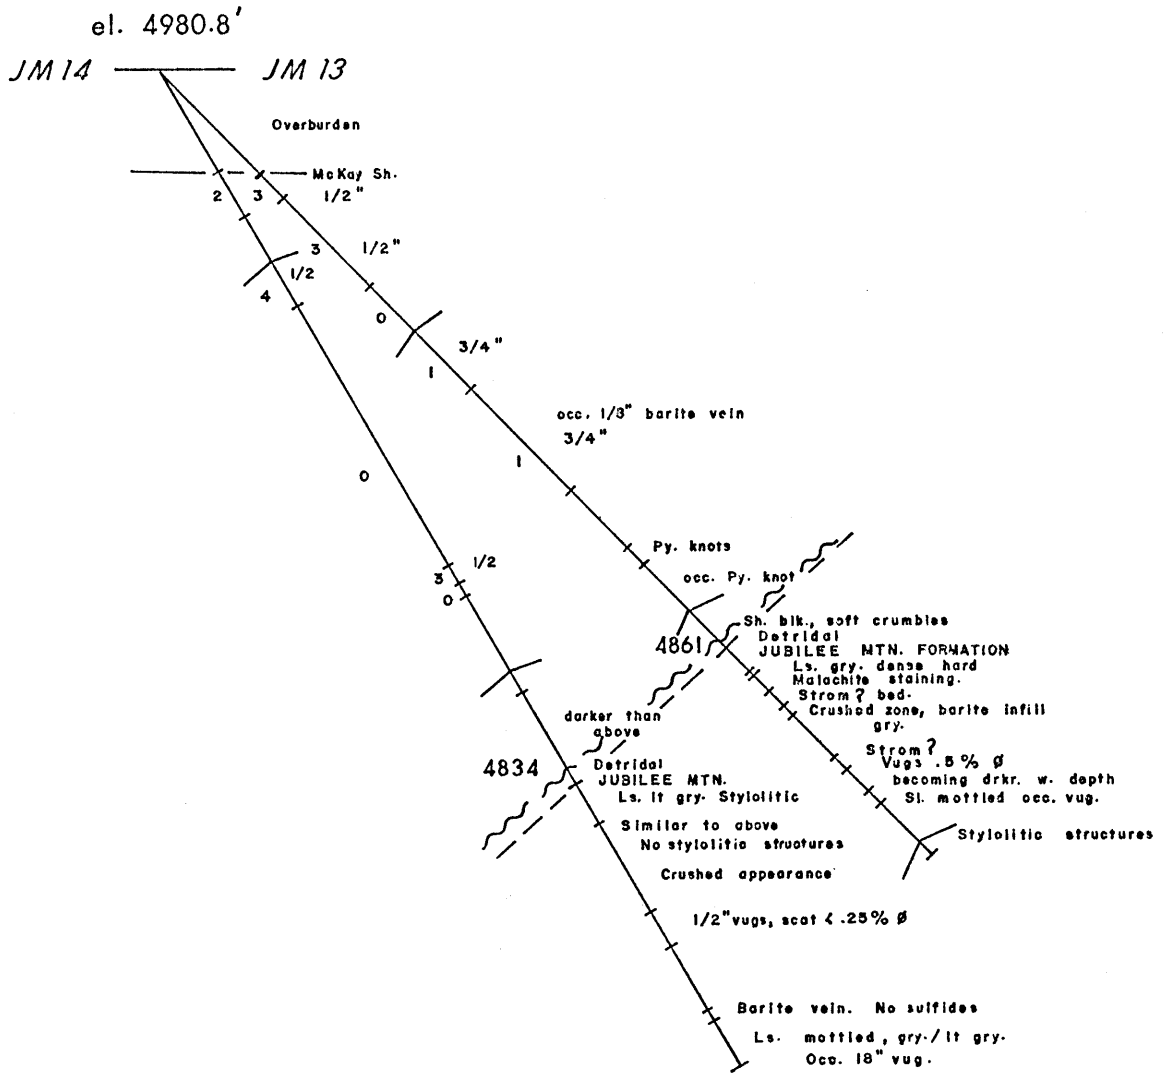 el. 4980.8'
JM 14 JM 13
Overburden
McKay Sh.
2 3 1/2"
3 1/2"
1/2
4
0
3/4"
1
occ. 1/8" barite vein
3/4"
1
0
Py. knots
1/2
3
occ. Py. knot
0
Sh. blk., soft crumbles
Detridal
4861
JUBILEE MTN. FORMATION
Ls. gry. dense hard
Malachite staining.
Strom? bed.
Crushed zone, barite infill
gry.
darker than
above
Strom?
Vugs .5% Ø
4834
Detridal
becoming drkr. w. depth
JUBILEE MTN.
Ls. lt gry. Stylolitic
Sl. mottled occ. vug.
Similar to above
Stylolitic structures
No stylolitic structures
Crushed appearance
1/2" vugs, scat < .25% Ø
Barite vein. No sulfides
Ls. mottled, gry./lt gry.
Occ. 18" vug.